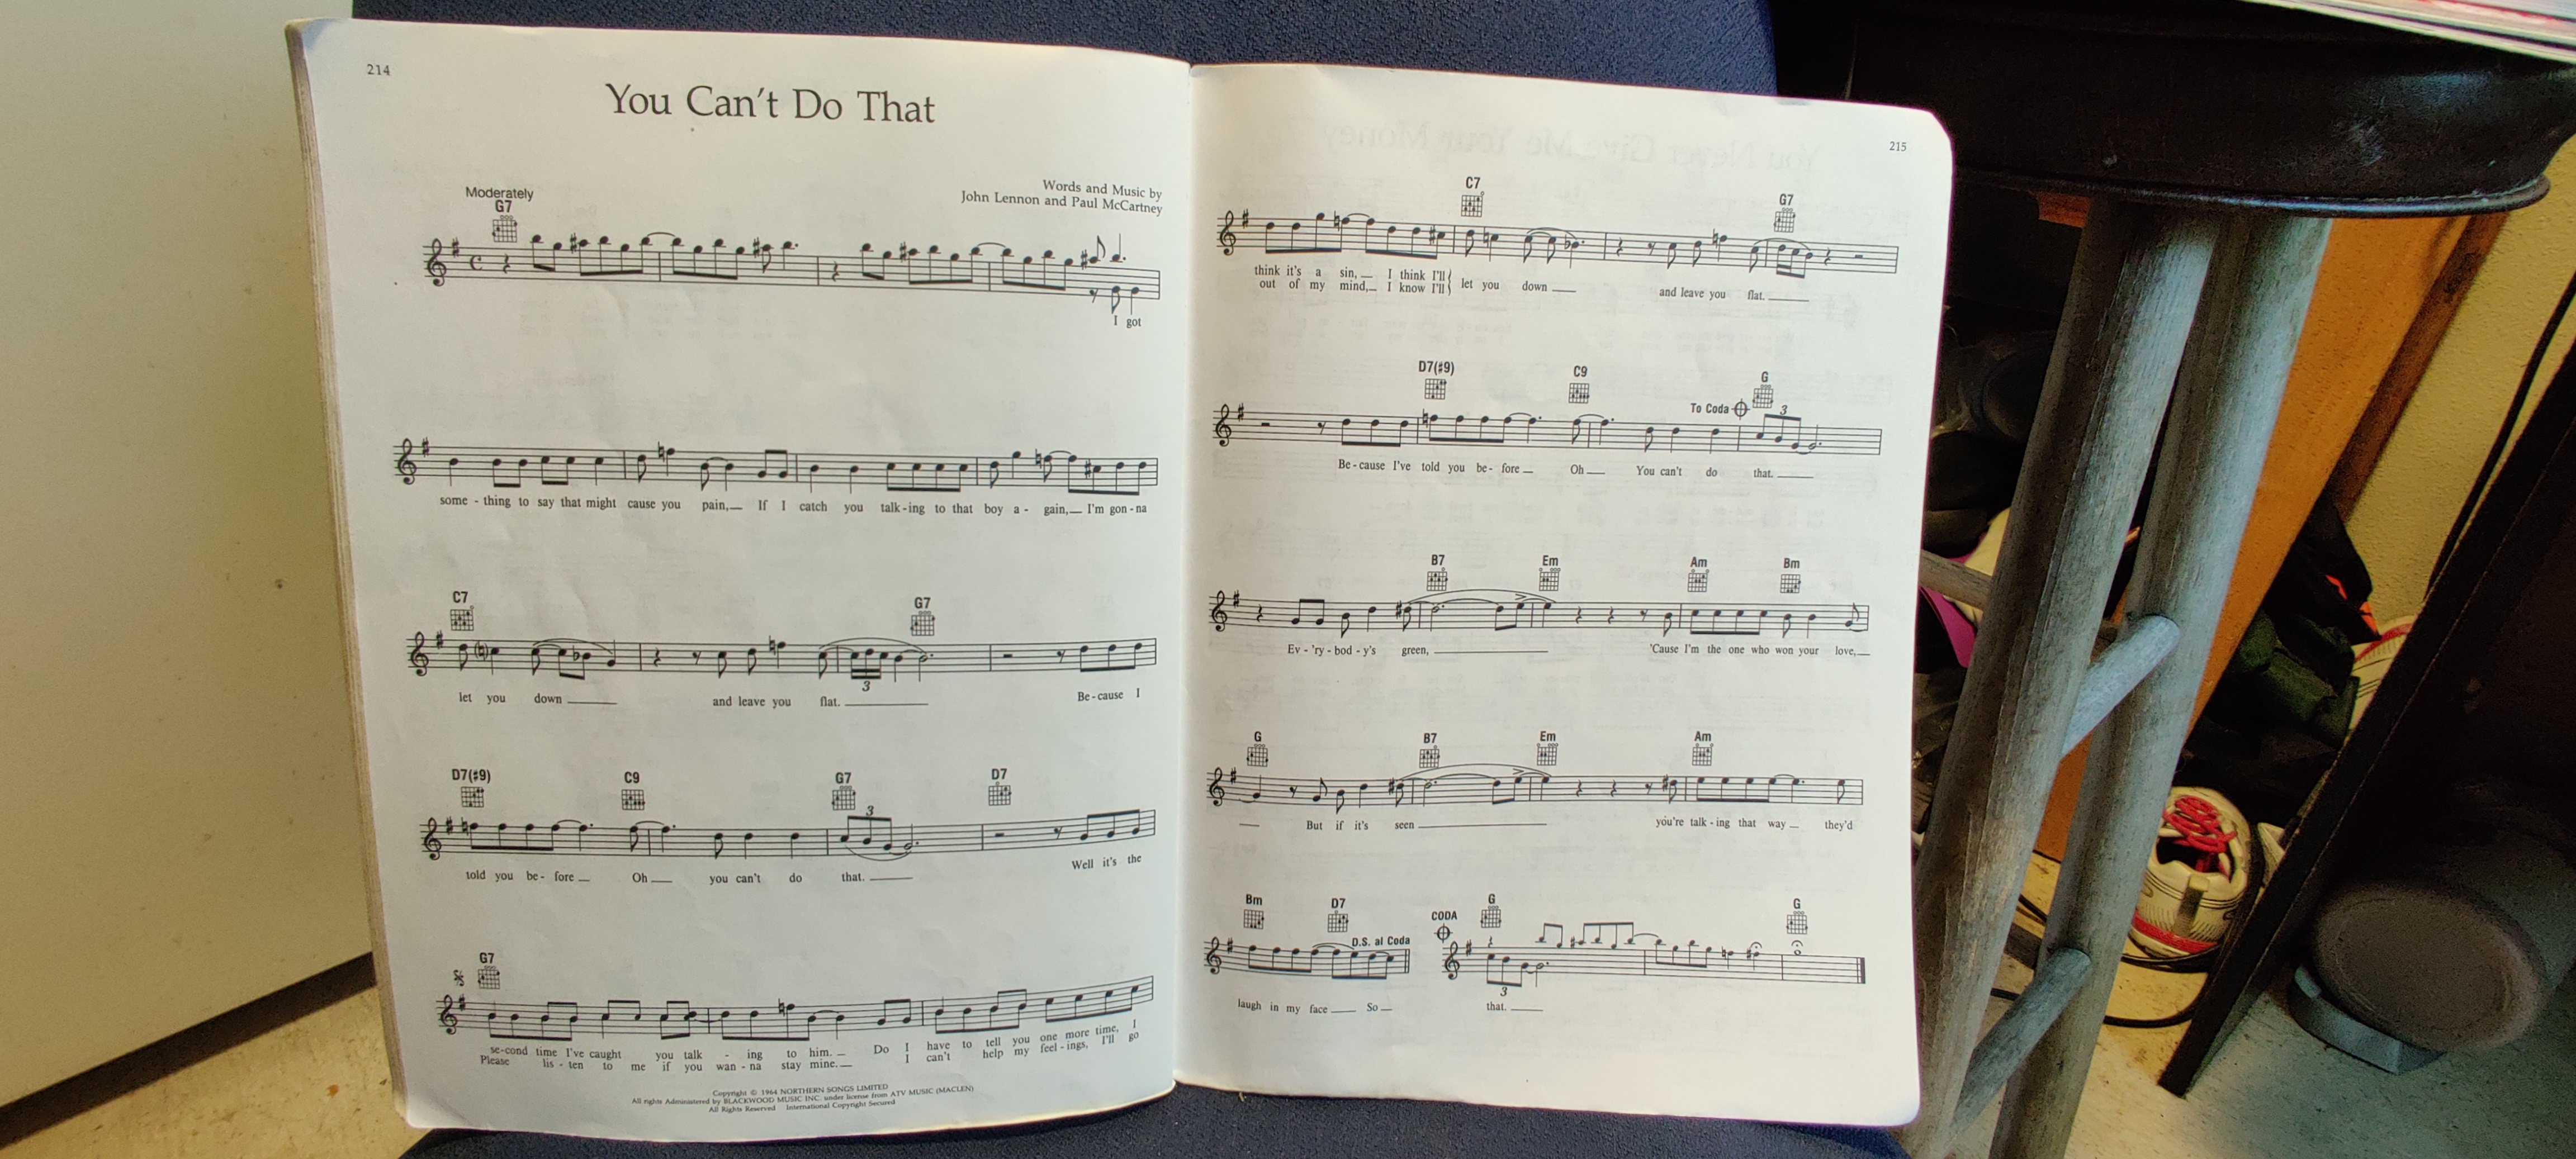 214
You Can't Do That
Words and Music by
John Lennon and Paul McCartney
Moderately
G7
I got
some - thing to say that might cause you pain, If I catch you talk-ing to that boy a - gain, I'm gon-na
C7 G7
let you down and leave you flat. Be-cause I
3
D7(♯9) C9 G7 D7
3
told you be- fore Oh you can't do that. Well it's the
G7
se-cond time I've caught you talk - ing to him. Do I have to tell you one more time, I
Please lis - ten to me if you wan - na stay mine. I can't help my feel - ings, I'll go
Copyright © 1964 NORTHERN SONGS LIMITED
All rights Administered by BLACKWOOD MUSIC INC. under license from ATV MUSIC (MACLEN)
All Rights Reserved International Copyright Secured
215
C7 G7
think it's a sin, I think I'll let you down and leave you flat.
out of my mind, I know I'll
D7(♯9) C9 G
To Coda 3
Be-cause I've told you be- fore Oh You can't do that.
B7 Em Am Bm
Ev - 'ry - bod - y's green, 'Cause I'm the one who won your love,
G B7 Em Am
But if it's seen you're talk - ing that way they'd
Bm D7 CODA G G
D.S. al Coda
3
laugh in my face So that.